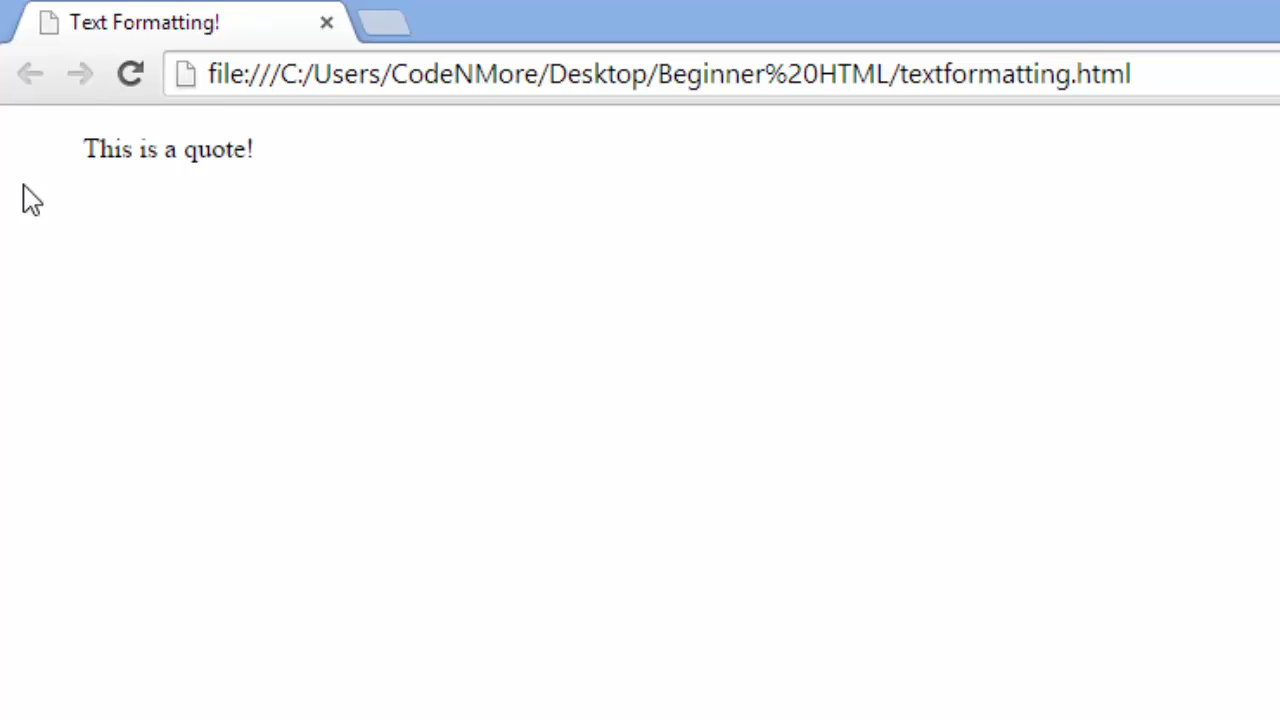 Text Formatting!
file:///C:/Users/CodeNMore/Desktop/Beginner%20HTML/textformatting.html
This is a quote!